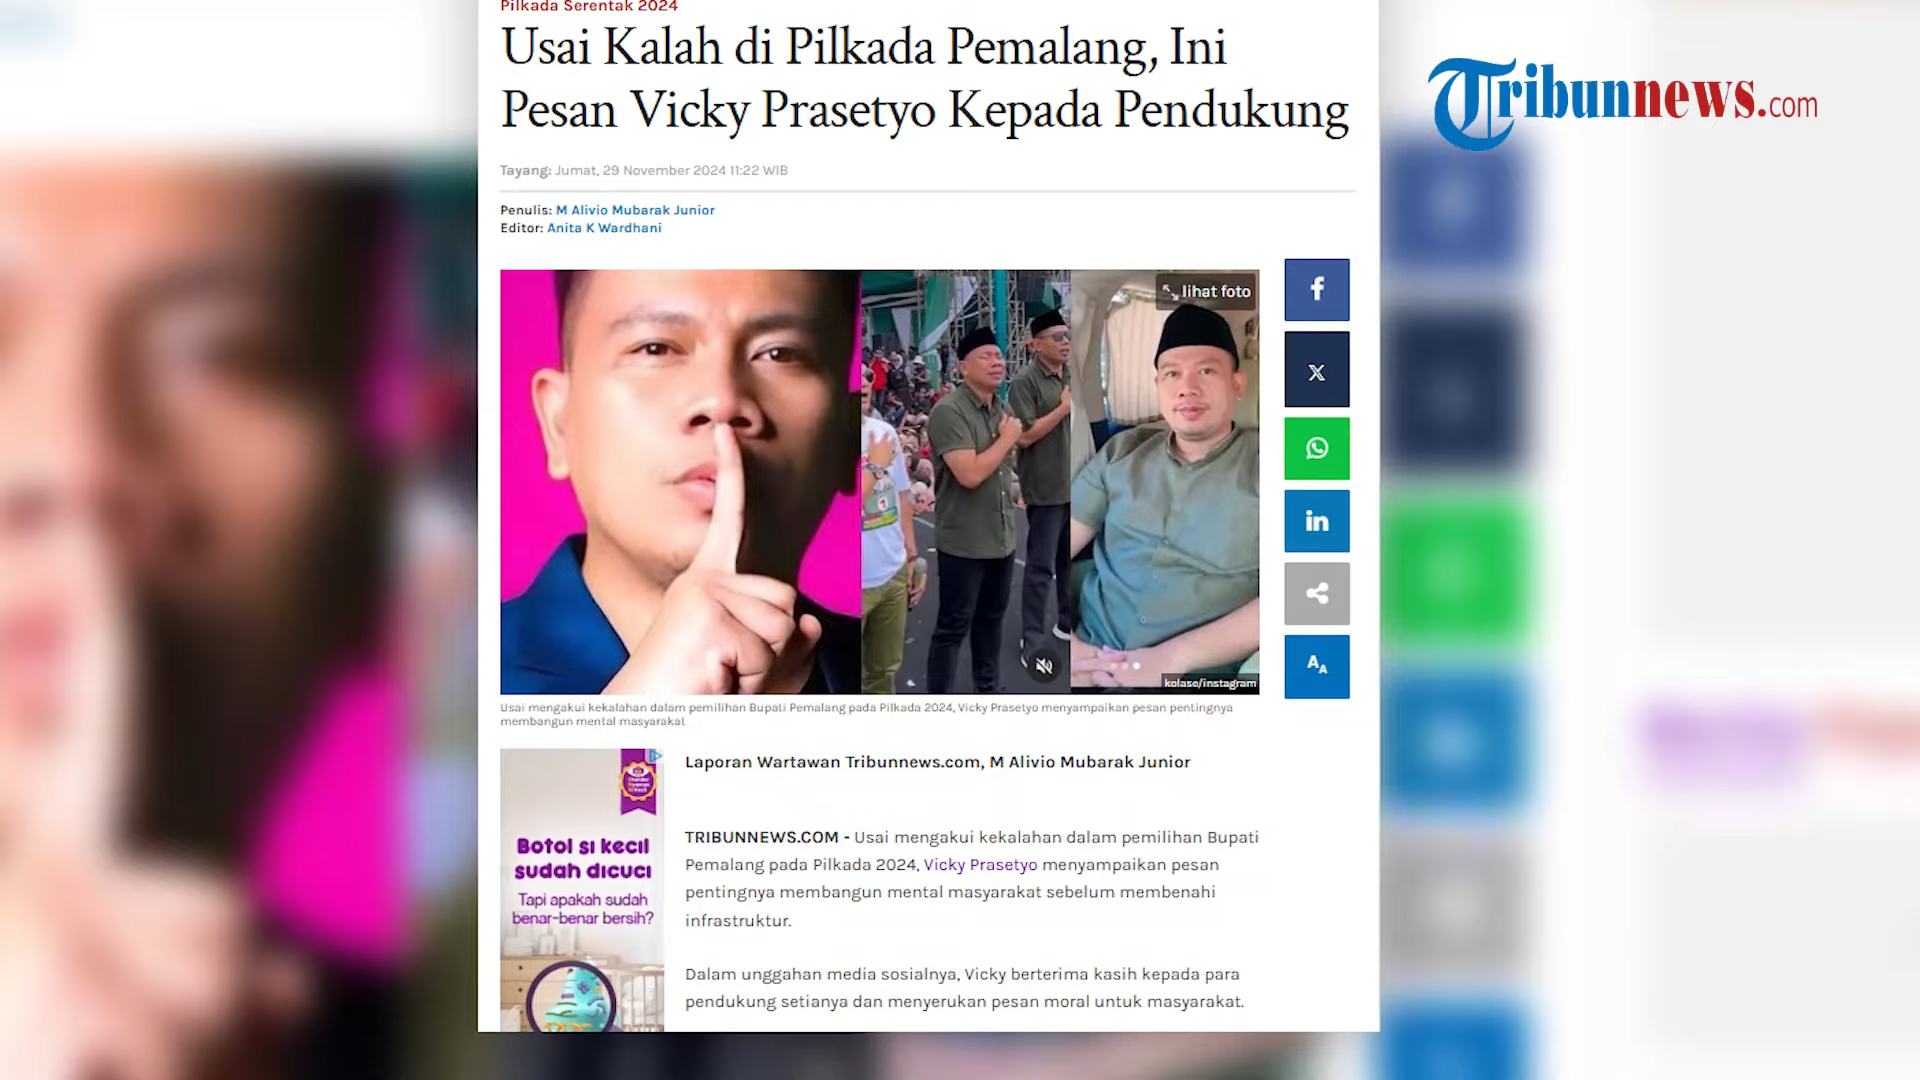 Pilkada Serentak 2024
Usai Kalah di Pilkada Pemalang, Ini
Pesan Vicky Prasetyo Kepada Pendukung
Tribunnews.com
Tayang: Jumat, 29 November 2024 11:22 WIB
Penulis: M Alivio Mubarak Junior
Editor: Anita K Wardhani
lihat foto
kolase/instagram
Usai mengakui kekalahan dalam pemilihan Bupati Pemalang pada Pilkada 2024, Vicky Prasetyo menyampaikan pesan pentingnya
membangun mental masyarakat
Laporan Wartawan Tribunnews.com, M Alivio Mubarak Junior
Botol si kecil
sudah dicuci
Tapi apakah sudah
benar-benar bersih?
TRIBUNNEWS.COM - Usai mengakui kekalahan dalam pemilihan Bupati
Pemalang pada Pilkada 2024, Vicky Prasetyo menyampaikan pesan
pentingnya membangun mental masyarakat sebelum membenahi
infrastruktur.
Dalam unggahan media sosialnya, Vicky berterima kasih kepada para
pendukung setianya dan menyerukan pesan moral untuk masyarakat.